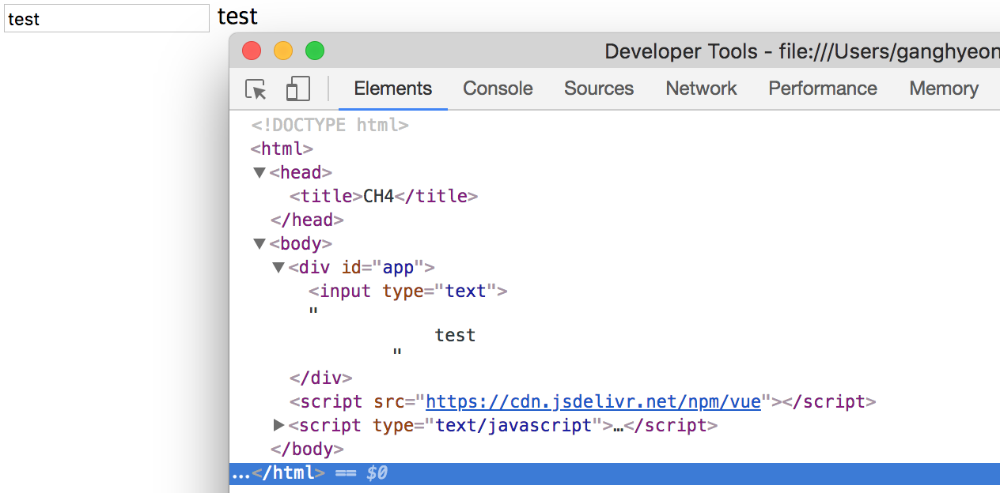 test test
Developer Tools - file:///Users/ganghyeon
Elements Console Sources Network Performance Memory
<!DOCTYPE html>
<html>
▼<head>
<title>CH4</title>
</head>
▼<body>
▼<div id="app">
<input type="text">
"
test
"
</div>
<script src="https://cdn.jsdelivr.net/npm/vue"></script>
▶<script type="text/javascript">…</script>
</body>
...</html> == $0